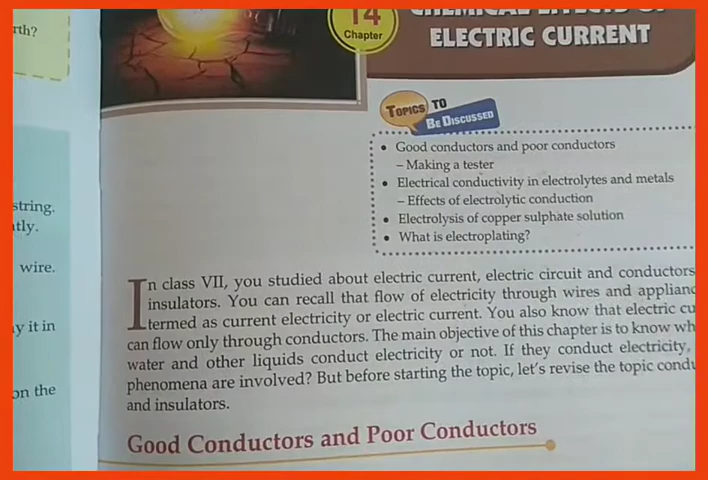 rth?
string.
tly.
wire.
y it in
on the
14
Chapter
CHEMICAL EFFECTS OF
ELECTRIC CURRENT
TOPICS TO
BE DISCUSSED
• Good conductors and poor conductors
– Making a tester
• Electrical conductivity in electrolytes and metals
– Effects of electrolytic conduction
• Electrolysis of copper sulphate solution
• What is electroplating?
In class VII, you studied about electric current, electric circuit and conductors
insulators. You can recall that flow of electricity through wires and applianc
termed as current electricity or electric current. You also know that electric cu
can flow only through conductors. The main objective of this chapter is to know wh
water and other liquids conduct electricity or not. If they conduct electricity,
phenomena are involved? But before starting the topic, let's revise the topic condu
and insulators.
Good Conductors and Poor Conductors